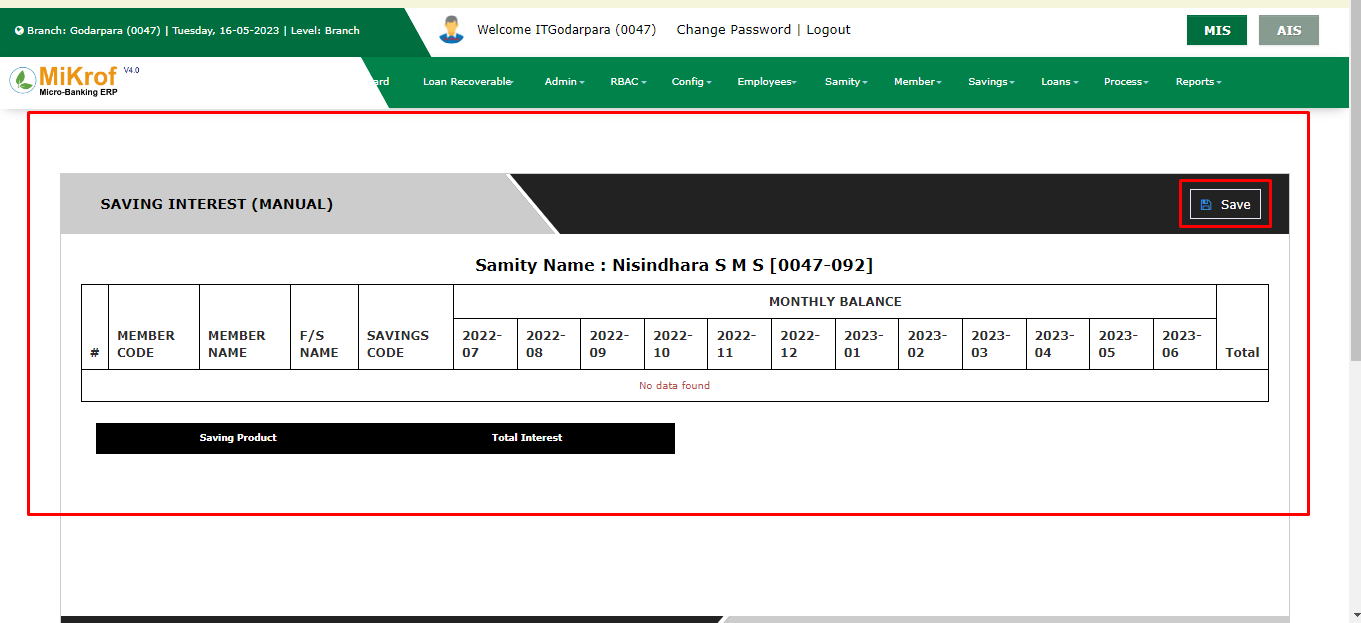 Branch: Godarpara (0047) | Tuesday, 16-05-2023 | Level: Branch
Welcome ITGodarpara (0047) Change Password | Logout
MIS AIS
MiKrof V4.0
Micro-Banking ERP
ard Loan Recoverable Admin RBAC Config Employees Samity Member Savings Loans Process Reports
SAVING INTEREST (MANUAL)
Save
Samity Name : Nisindhara S M S [0047-092]
MONTHLY BALANCE
# MEMBER CODE MEMBER NAME F/S NAME SAVINGS CODE 2022-07 2022-08 2022-09 2022-10 2022-11 2022-12 2023-01 2023-02 2023-03 2023-04 2023-05 2023-06 Total
No data found
Saving Product Total Interest